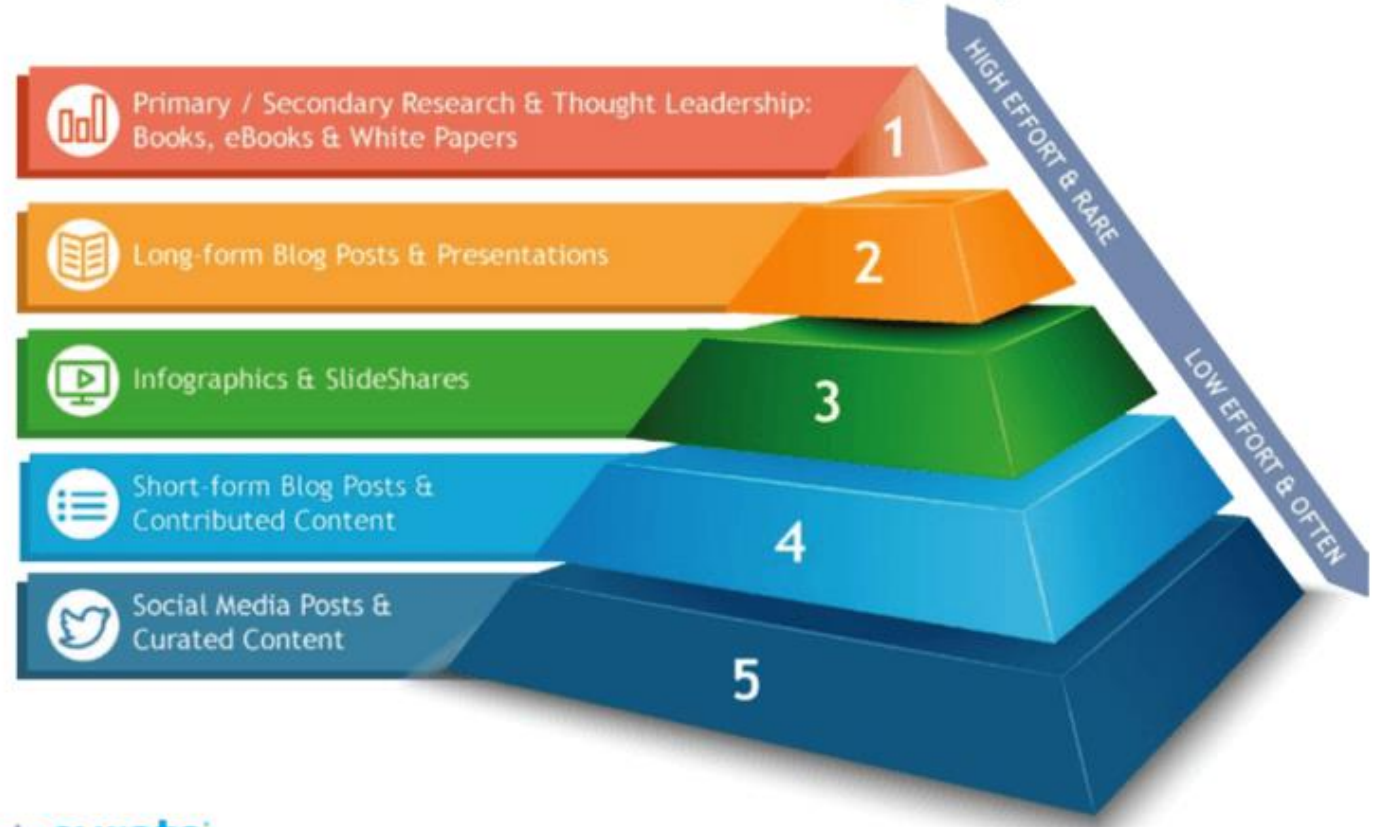 HIGH EFFORT & RARE
Primary / Secondary Research & Thought Leadership:
Books, eBooks & White Papers
1
Long-form Blog Posts & Presentations
2
LOW EFFORT & OFTEN
Infographics & SlideShares
3
Short-form Blog Posts &
Contributed Content
4
Social Media Posts &
Curated Content
5